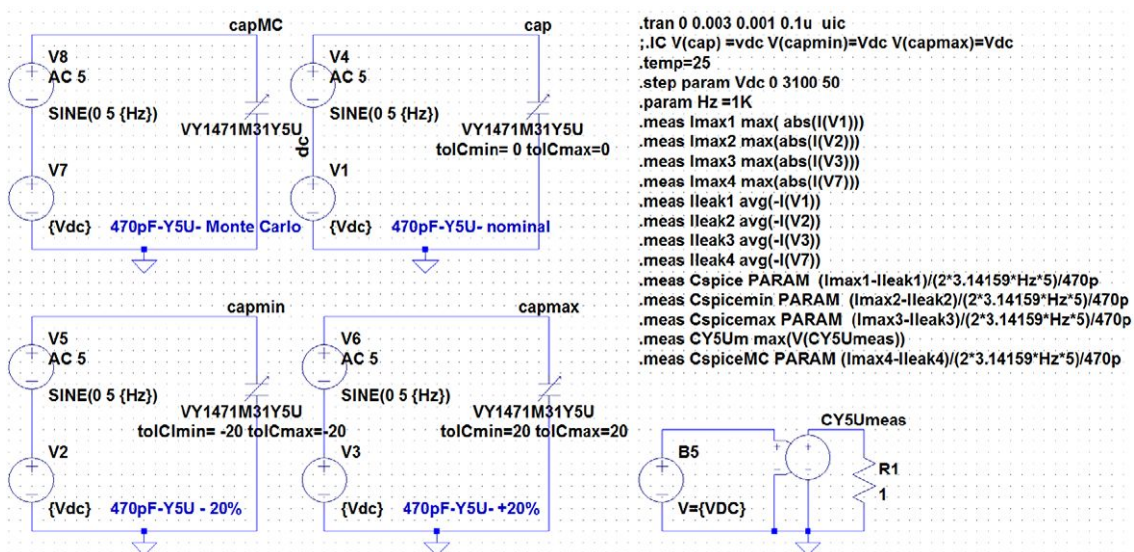 capMC
V8
AC 5
SINE(0 5 {Hz})
VY1471M31Y5U
V7
{Vdc}
470pF-Y5U- Monte Carlo
cap
V4
AC 5
SINE(0 5 {Hz})
VY1471M31Y5U
tolCmin= 0 tolCmax=0
dc
V1
{Vdc}
470pF-Y5U- nominal
capmin
V5
AC 5
SINE(0 5 {Hz})
VY1471M31Y5U
tolCImin= -20 tolCmax=-20
V2
{Vdc}
470pF-Y5U - 20%
capmax
V6
AC 5
SINE(0 5 {Hz})
VY1471M31Y5U
tolCmin=20 tolCmax=20
V3
{Vdc}
470pF-Y5U- +20%
.tran 0 0.003 0.001 0.1u uic
;.IC V(cap) =vdc V(capmin)=Vdc V(capmax)=Vdc
.temp=25
.step param Vdc 0 3100 50
.param Hz =1K
.meas Imax1 max( abs(I(V1)))
.meas Imax2 max(abs(I(V2)))
.meas Imax3 max(abs(I(V3)))
.meas Imax4 max(abs(I(V7)))
.meas Ileak1 avg(-I(V1))
.meas Ileak2 avg(-I(V2))
.meas Ileak3 avg(-I(V3))
.meas Ileak4 avg(-I(V7))
.meas Cspice PARAM (Imax1-Ileak1)/(2*3.14159*Hz*5)/470p
.meas Cspicemin PARAM (Imax2-Ileak2)/(2*3.14159*Hz*5)/470p
.meas Cspicemax PARAM (Imax3-Ileak3)/(2*3.14159*Hz*5)/470p
.meas CY5Um max(V(CY5Umeas))
.meas CspiceMC PARAM (Imax4-Ileak4)/(2*3.14159*Hz*5)/470p
CY5Umeas
B5
V={VDC}
R1
1